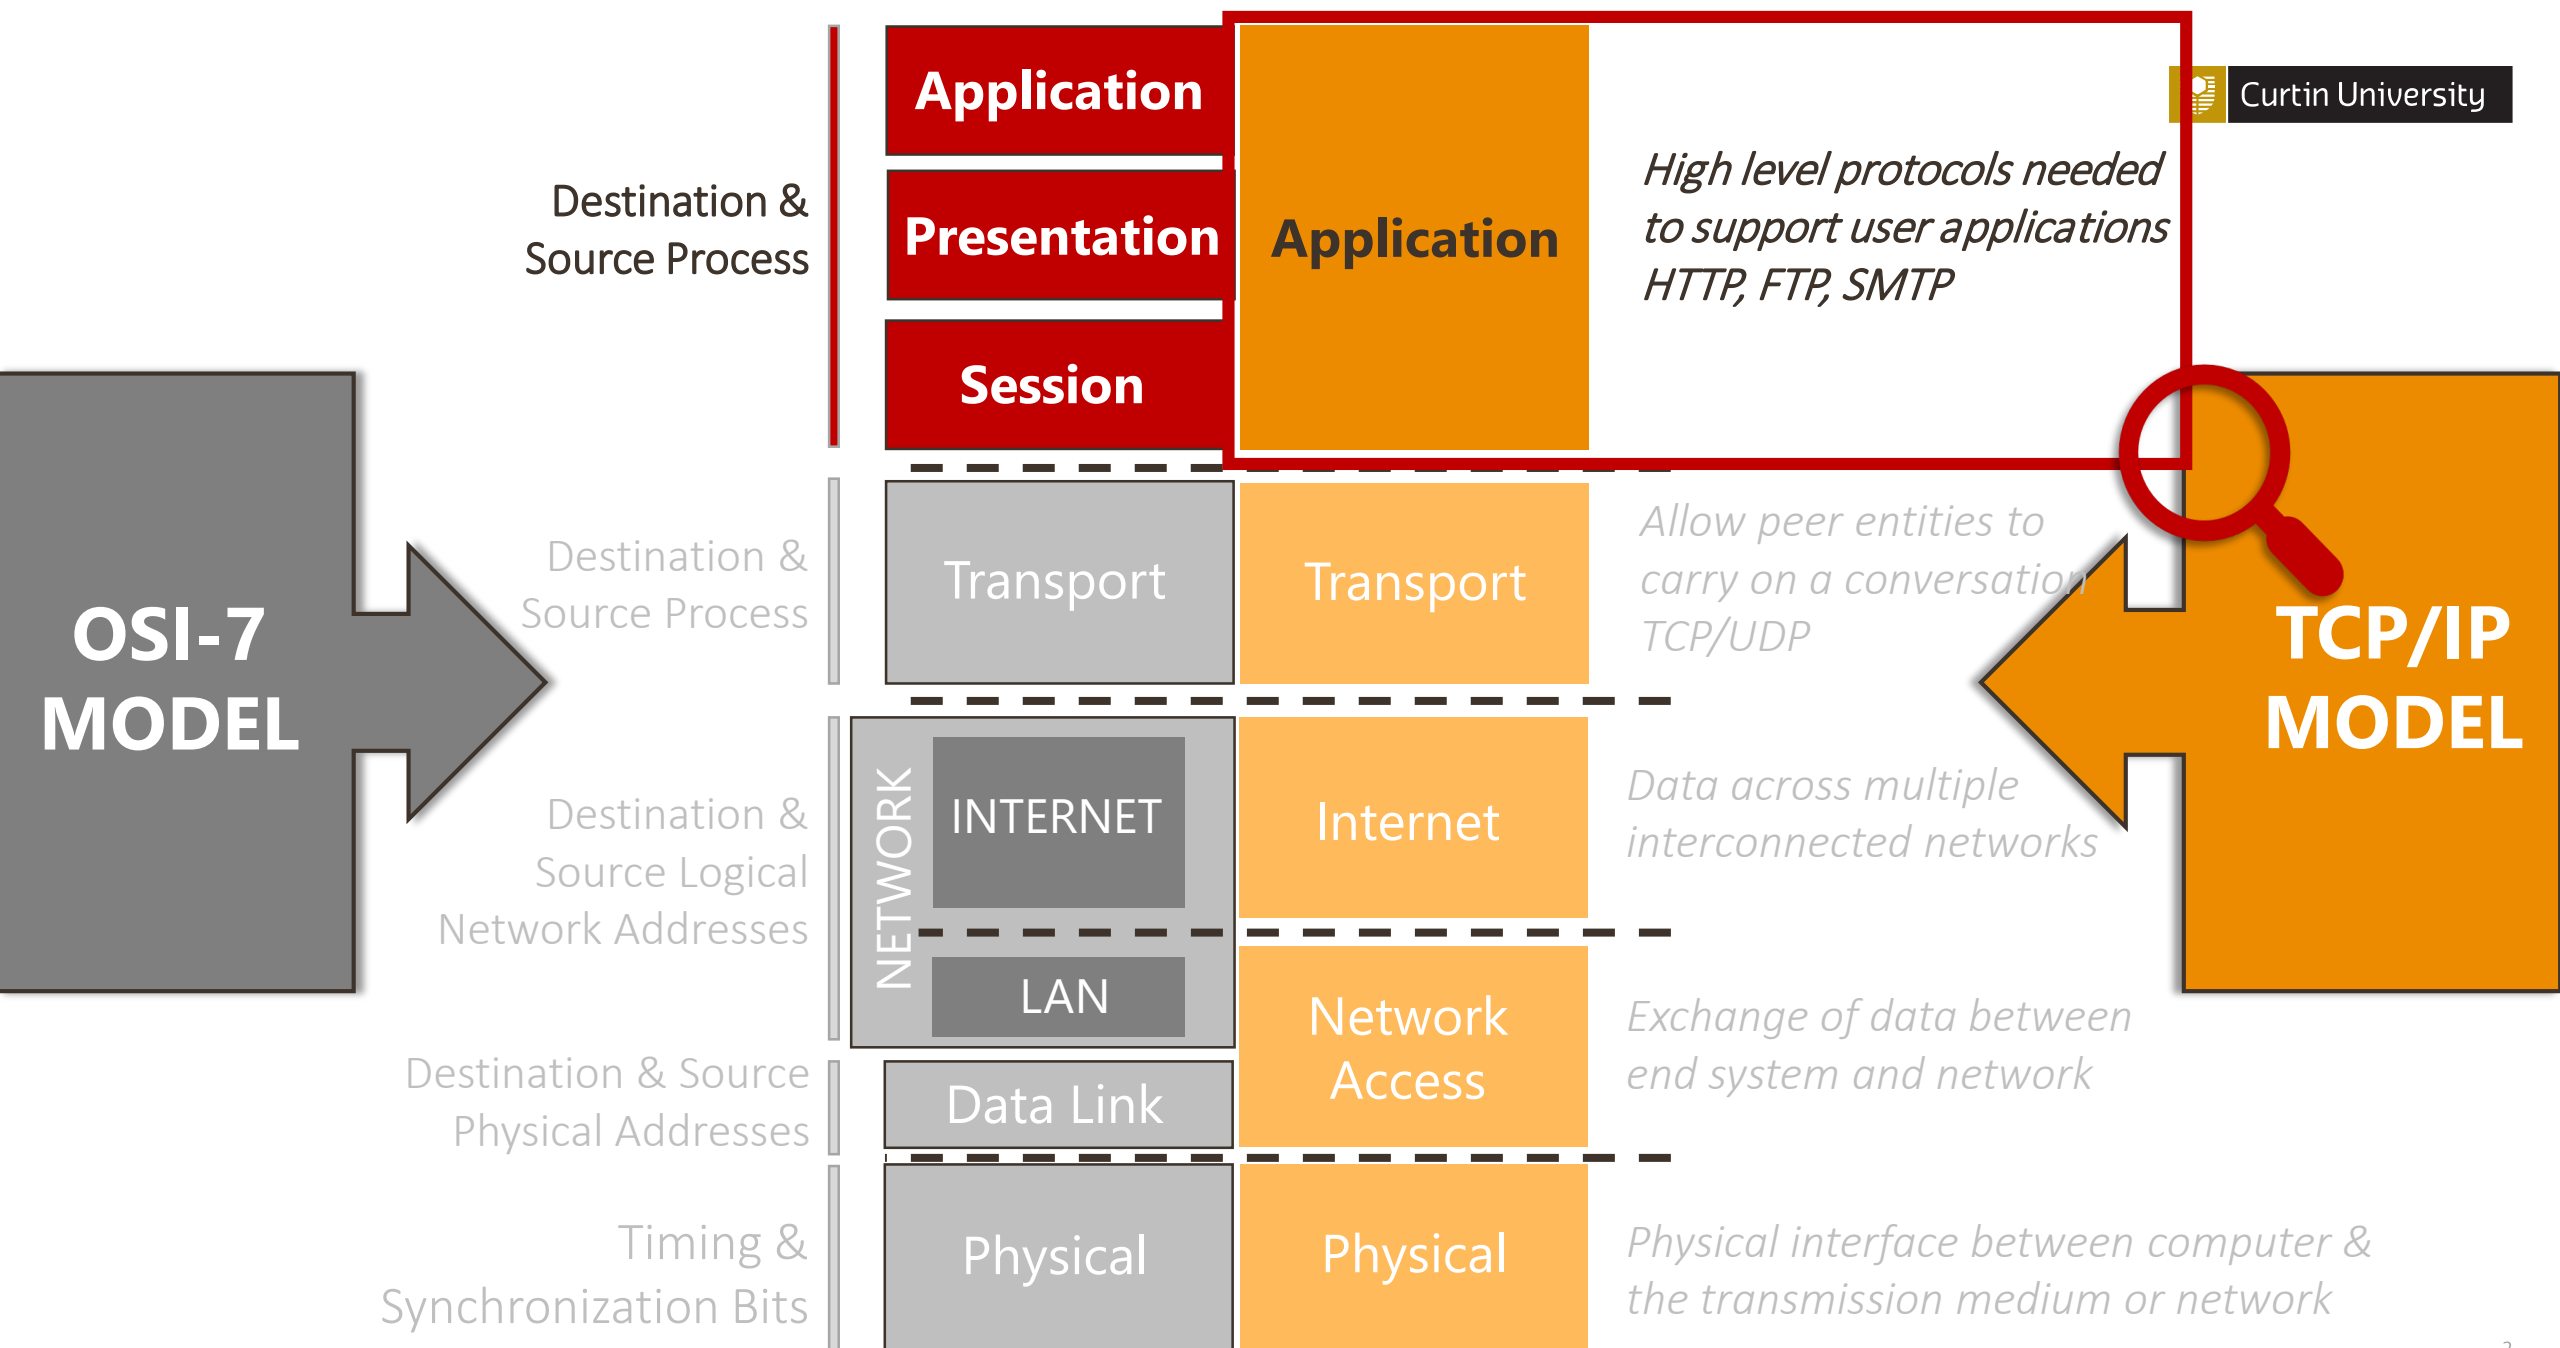 Application
Presentation
Session
Application
High level protocols needed
to support user applications
HTTP, FTP, SMTP
Curtin University
Destination &
Source Process
OSI-7
MODEL
TCP/IP
MODEL
Destination &
Source Process
Transport
Transport
Allow peer entities to
carry on a conversation
TCP/UDP
Destination &
Source Logical
Network Addresses
NETWORK
INTERNET
LAN
Internet
Data across multiple
interconnected networks
Destination & Source
Physical Addresses
Data Link
Network
Access
Exchange of data between
end system and network
Timing &
Synchronization Bits
Physical
Physical
Physical interface between computer &
the transmission medium or network